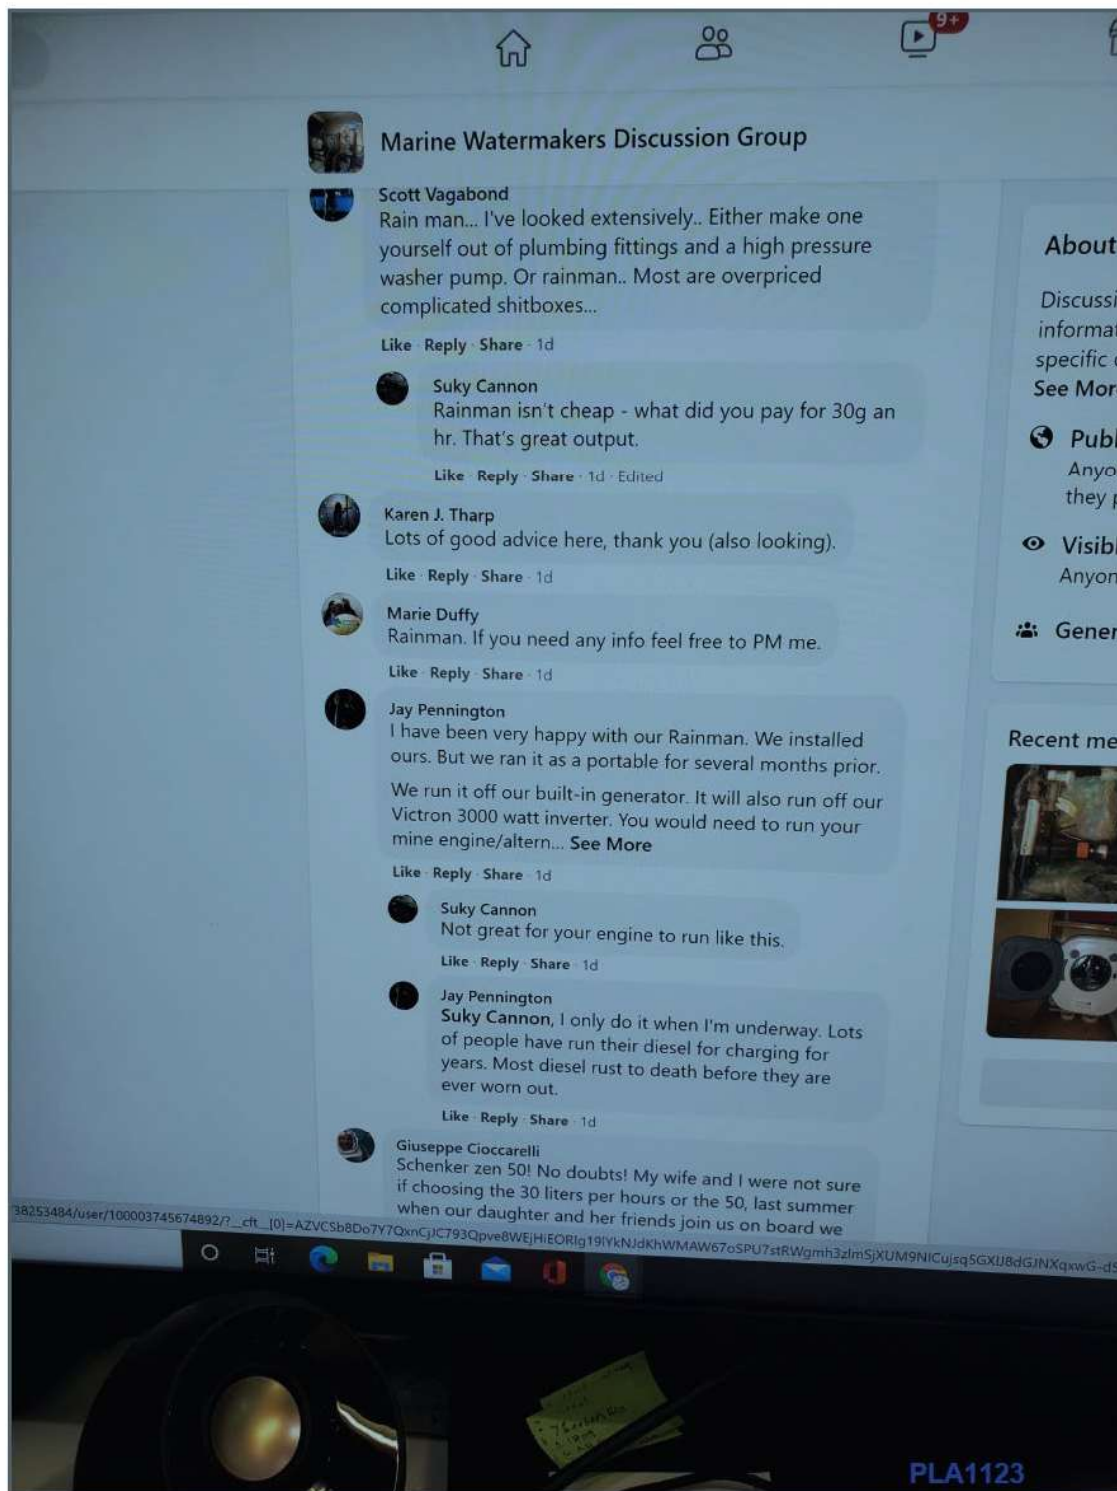 9+
Marine Watermakers Discussion Group
Scott Vagabond
Rain man... I've looked extensively.. Either make one
yourself out of plumbing fittings and a high pressure
washer pump. Or rainman.. Most are overpriced
complicated shitboxes...
Like · Reply · Share · 1d
Suky Cannon
Rainman isn't cheap - what did you pay for 30g an
hr. That's great output.
Like · Reply · Share · 1d · Edited
Karen J. Tharp
Lots of good advice here, thank you (also looking).
Like · Reply · Share · 1d
Marie Duffy
Rainman. If you need any info feel free to PM me.
Like · Reply · Share · 1d
Jay Pennington
I have been very happy with our Rainman. We installed
ours. But we ran it as a portable for several months prior.
We run it off our built-in generator. It will also run off our
Victron 3000 watt inverter. You would need to run your
mine engine/altern... See More
Like · Reply · Share · 1d
Suky Cannon
Not great for your engine to run like this.
Like · Reply · Share · 1d
Jay Pennington
Suky Cannon, I only do it when I'm underway. Lots
of people have run their diesel for charging for
years. Most diesel rust to death before they are
ever worn out.
Like · Reply · Share · 1d
Giuseppe Cioccarelli
Schenker zen 50! No doubts! My wife and I were not sure
if choosing the 30 liters per hours or the 50, last summer
when our daughter and her friends join us on board we
About
Discussi
informat
specific
See Mor
Publ
Anyo
they p
Visibl
Anyon
Gener
Recent me
PLA1123